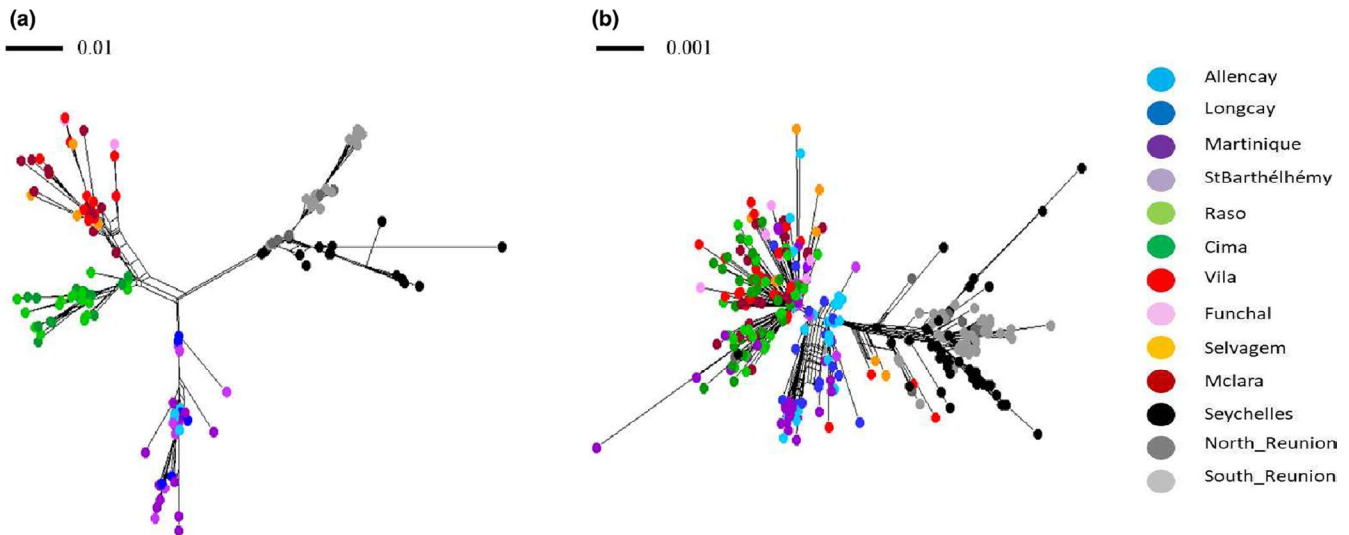 (a)
0.01
(b)
0.001
Allencay
Longcay
Martinique
StBarthélhémy
Raso
Cima
Vila
Funchal
Selvagem
Mclara
Seychelles
North_Reunion
South_Reunion